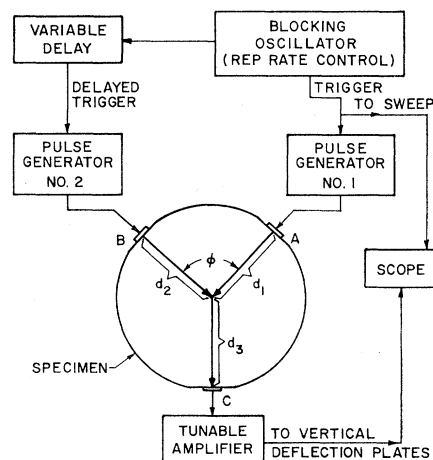 VARIABLE
DELAY
BLOCKING
OSCILLATOR
(REP RATE CONTROL)
DELAYED
TRIGGER
TRIGGER
TO SWEEP
PULSE
GENERATOR
NO. 2
PULSE
GENERATOR
NO. 1
B
A
ϕ
d2
d1
SCOPE
d3
SPECIMEN
C
TUNABLE
AMPLIFIER
TO VERTICAL
DEFLECTION PLATES